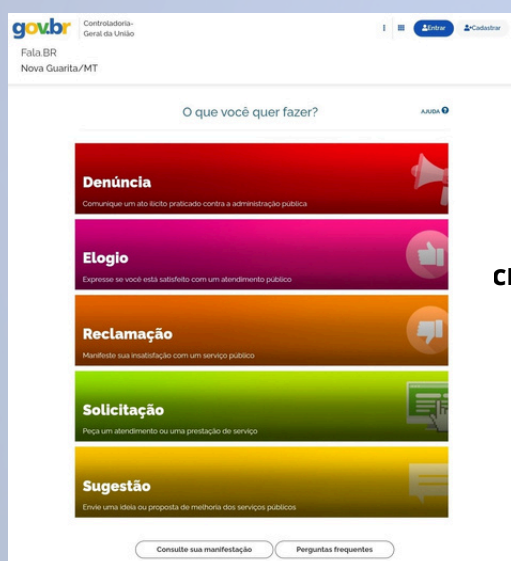 gov.br
Controladoria-
Geral da União
Entrar
Cadastrar
Fala.BR
Nova Guarita/MT
O que você quer fazer?
AJUDA
Denúncia
Comunique um ato ilícito praticado contra a administração pública
Elogio
Expresse se você está satisfeito com um atendimento público
Reclamação
Manifeste sua insatisfação com um serviço público
Solicitação
Peça um atendimento ou uma prestação de serviço
Sugestão
Envie uma ideia ou proposta de melhoria dos serviços públicos
Consulte sua manifestação
Perguntas frequentes